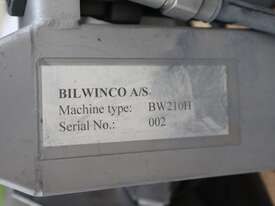 BILWINCO A/S
Machine type: BW210H
Serial No.: 002